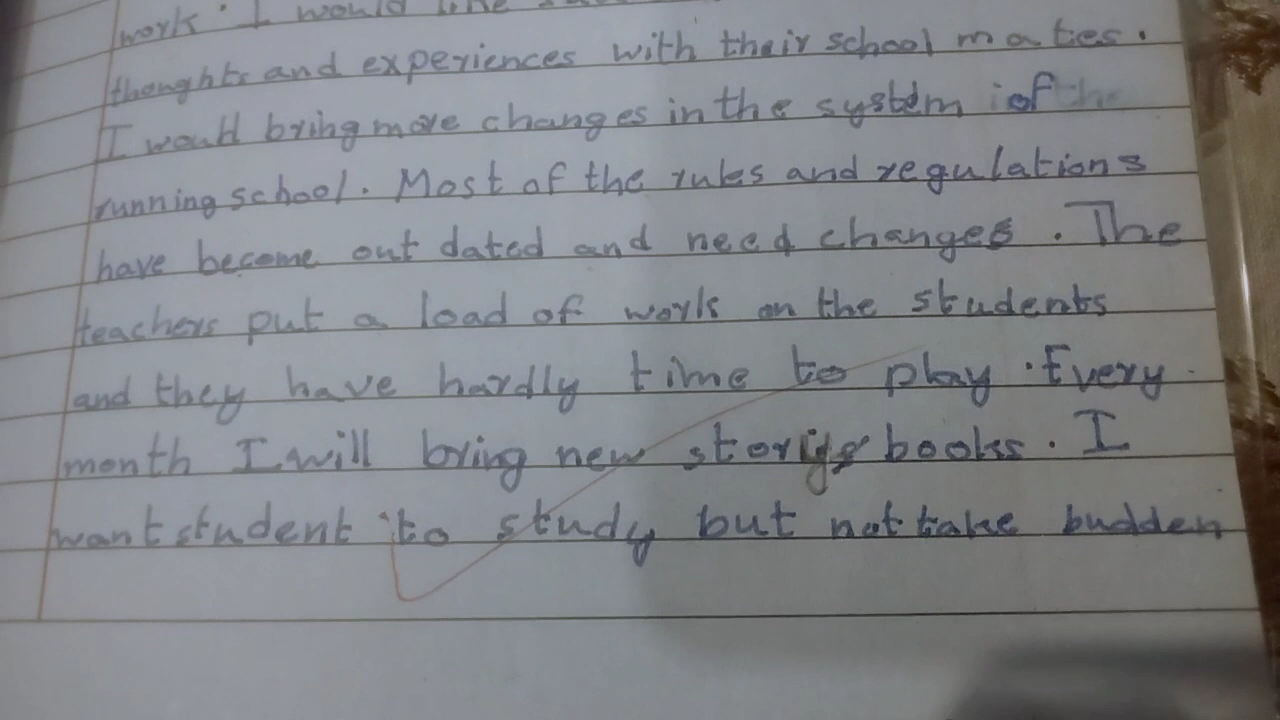 work. I would
thoughts and experiences with their school mates.
I would bring more changes in the system of
running school. Most of the rules and regulations
have become out dated and need changes. The
teachers put a load of work on the students
and they have hardly time to play. Every
month I will bring new storys books. I
want student to study but not take budden